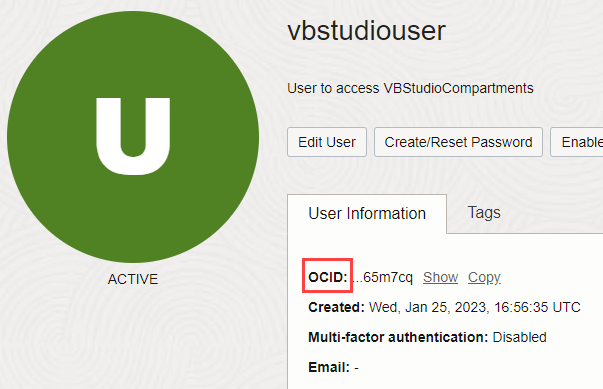 U
ACTIVE
vbstudiouser
User to access VBStudioCompartments
Edit User Create/Reset Password Enable
User Information Tags
OCID: ...65m7cq Show Copy
Created: Wed, Jan 25, 2023, 16:56:35 UTC
Multi-factor authentication: Disabled
Email: -